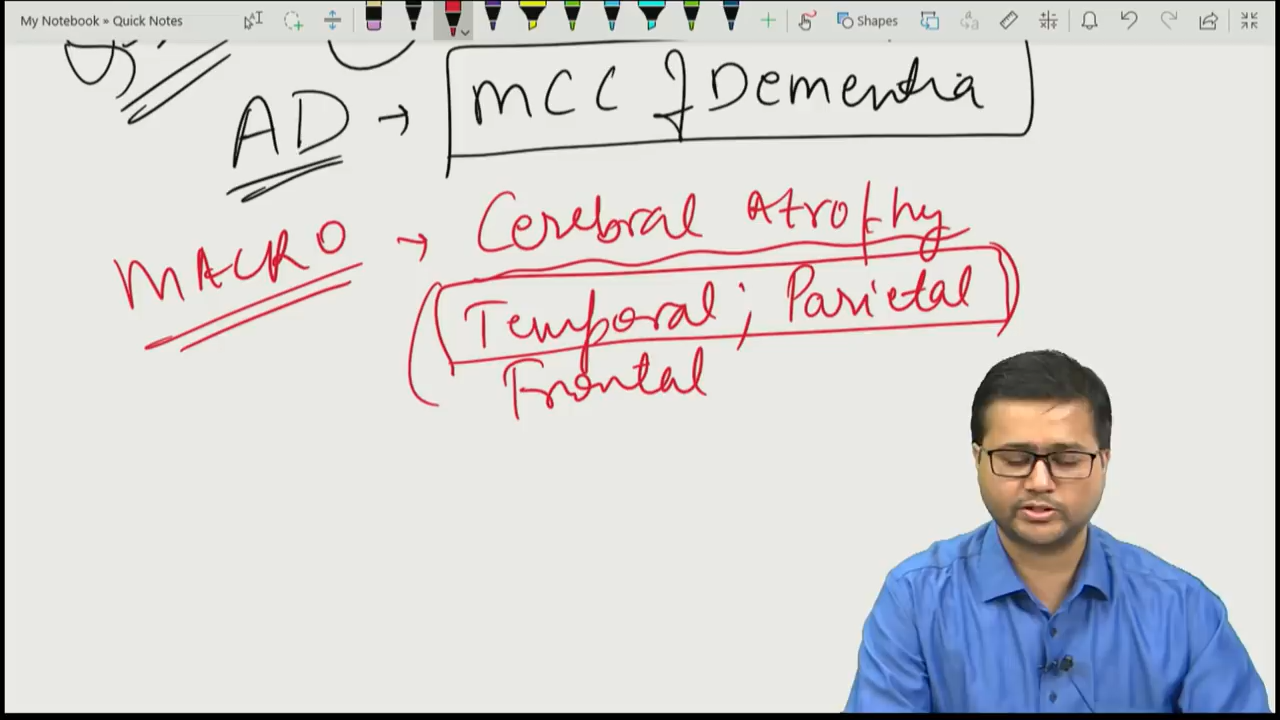 My Notebook » Quick Notes
Shapes
AD → MCC of Dementia
MACRO → Cerebral Atrophy
(Temporal ; Parietal)
Frontal